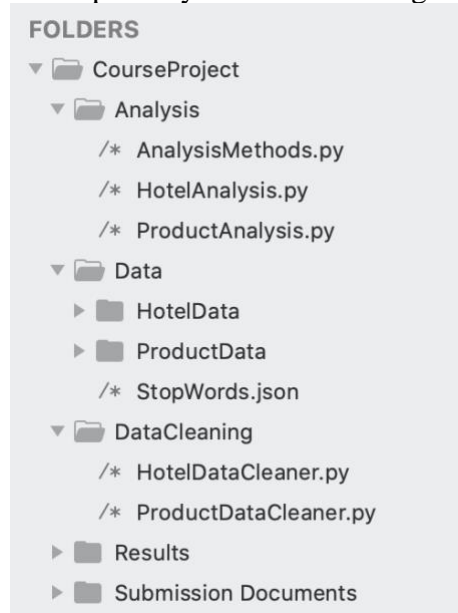 FOLDERS
CourseProject
Analysis
/* AnalysisMethods.py
/* HotelAnalysis.py
/* ProductAnalysis.py
Data
HotelData
ProductData
/* StopWords.json
DataCleaning
/* HotelDataCleaner.py
/* ProductDataCleaner.py
Results
Submission Documents